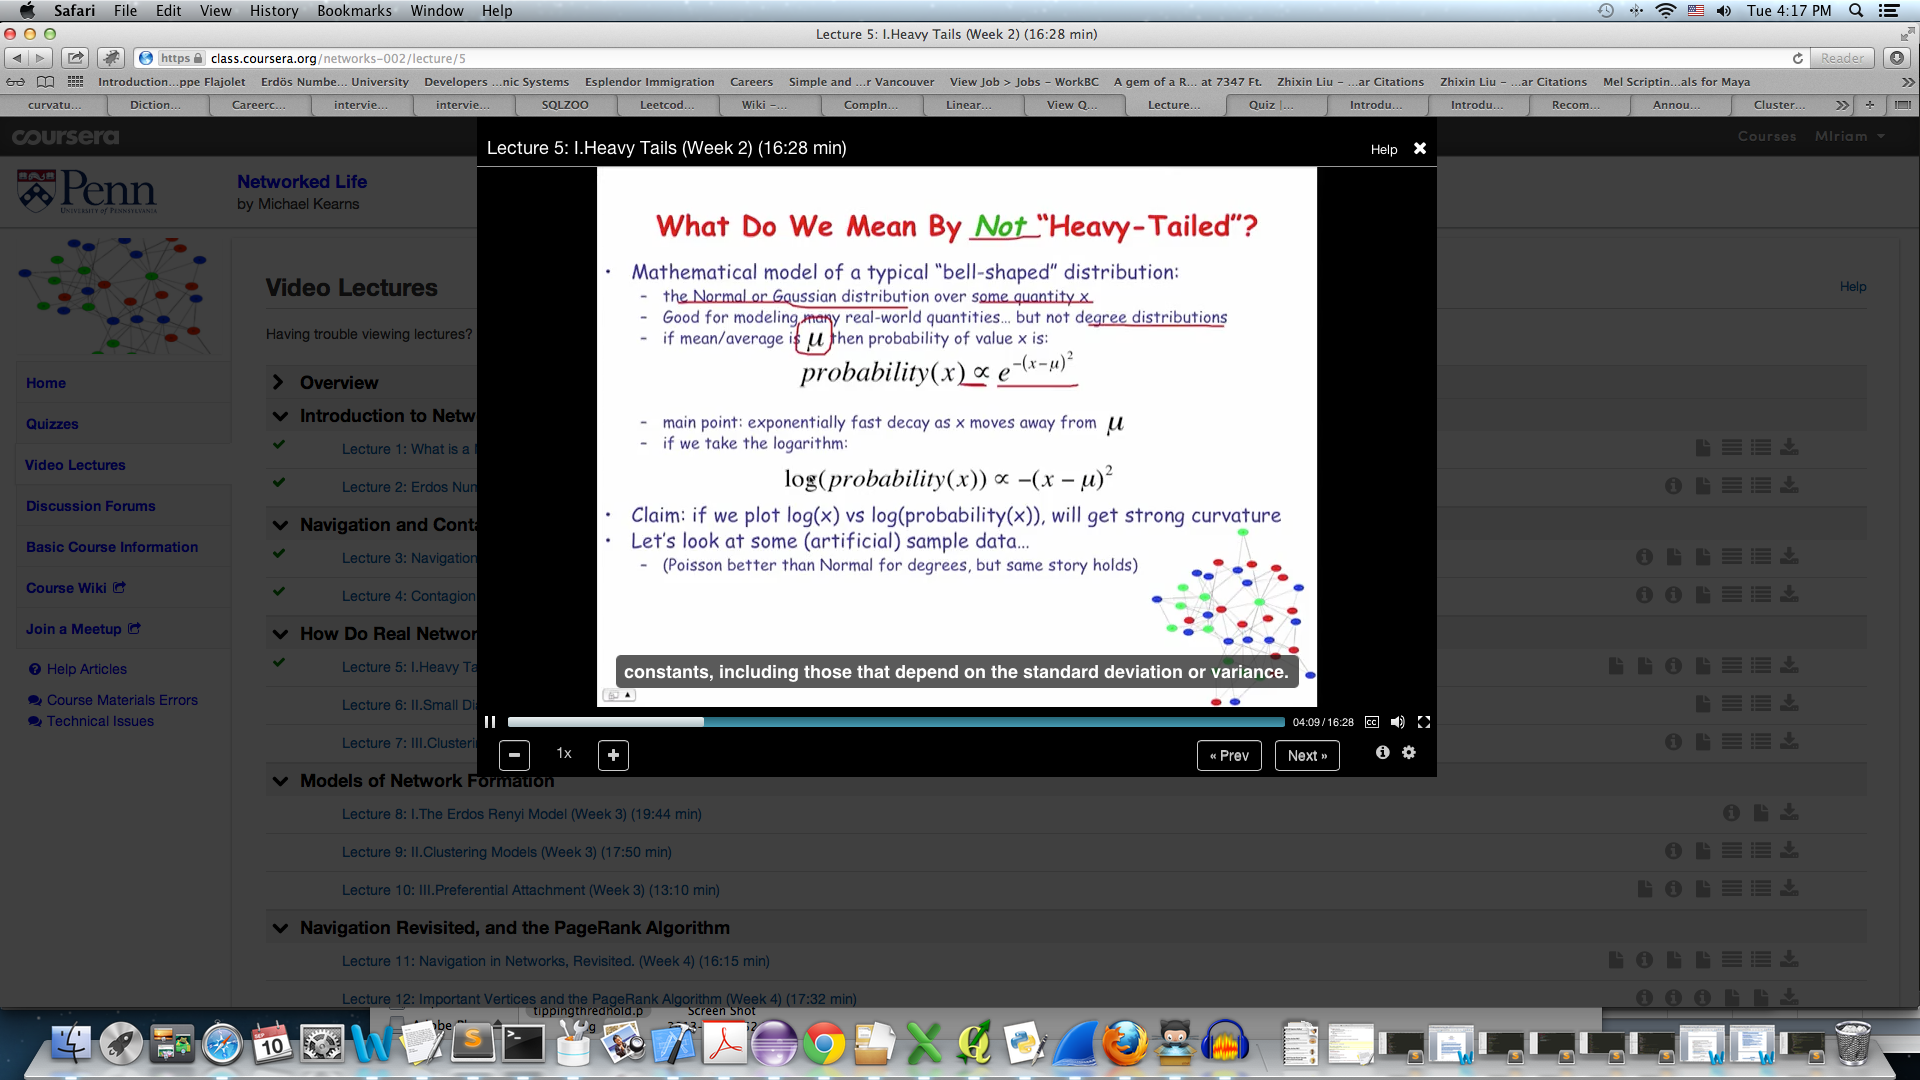 Safari File Edit View History Bookmarks Window Help Tue 4:17 PM
Lecture 5: I.Heavy Tails (Week 2) (16:28 min)
https class.coursera.org/networks-002/lecture/5 Reader
Introduction...ppe Flajolet Erdös Numbe... University Developers ...nic Systems Esplendor Immigration Careers Simple and ...r Vancouver View Job > Jobs – WorkBC A gem of a R... at 7347 Ft. Zhixin Liu – ...ar Citations Zhixin Liu – ...ar Citations Mel Scriptin...als for Maya
curvatu... Diction... Careerc... intervie... intervie... SQLZOO Leetcod... Wiki –... CompIn... Linear... View Q... Lecture... Quiz |... Introdu... Introdu... Recom... Annou... Cluster...
coursera Courses MIriam
Penn
UNIVERSITY OF PENNSYLVANIA
Networked Life
by Michael Kearns
Home
Quizzes
Video Lectures
Discussion Forums
Basic Course Information
Course Wiki
Join a Meetup
Help Articles
Course Materials Errors
Technical Issues
Video Lectures
Help
Having trouble viewing lectures?
Overview
Introduction to Netw
Lecture 1: What is a
Lecture 2: Erdos Num
Navigation and Conta
Lecture 3: Navigation
Lecture 4: Contagion
How Do Real Networ
Lecture 5: I.Heavy Ta
Lecture 6: II.Small Di
Lecture 7: III.Clusteri
Models of Network Formation
Lecture 8: I.The Erdos Renyi Model (Week 3) (19:44 min)
Lecture 9: II.Clustering Models (Week 3) (17:50 min)
Lecture 10: III.Preferential Attachment (Week 3) (13:10 min)
Navigation Revisited, and the PageRank Algorithm
Lecture 11: Navigation in Networks, Revisited. (Week 4) (16:15 min)
Lecture 12: Important Vertices and the PageRank Algorithm (Week 4) (17:32 min)
Lecture 5: I.Heavy Tails (Week 2) (16:28 min) Help
What Do We Mean By Not “Heavy-Tailed”?
• Mathematical model of a typical “bell-shaped” distribution:
– the Normal or Gaussian distribution over some quantity x
– Good for modeling many real-world quantities... but not degree distributions
– if mean/average is μ then probability of value x is:
probability(x) ∝ e^{−(x−μ)²}
– main point: exponentially fast decay as x moves away from μ
– if we take the logarithm:
log(probability(x)) ∝ −(x − μ)²
• Claim: if we plot log(x) vs log(probability(x)), will get strong curvature
• Let’s look at some (artificial) sample data…
– (Poisson better than Normal for degrees, but same story holds)
constants, including those that depend on the standard deviation or variance.
04:09 / 16:28 CC
1x « Prev Next »
tippingthredhold.p Screen Shot
SEP
10